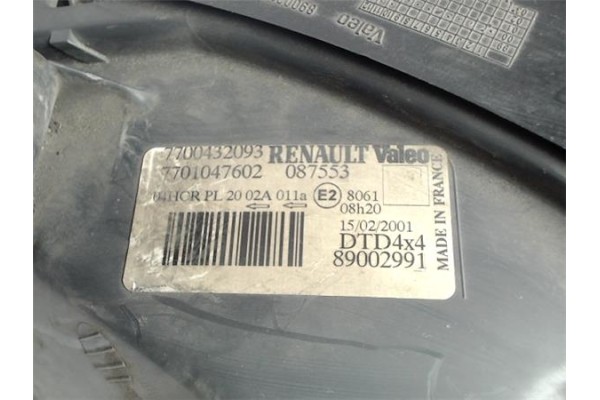 Valeo
7700432093 RENAULT Valeo
7701047602 087553
04HCR PL 20 02A 011a E2 8061
08h20
15/02/2001
DTD4x4
89002991
MADE IN FRANCE